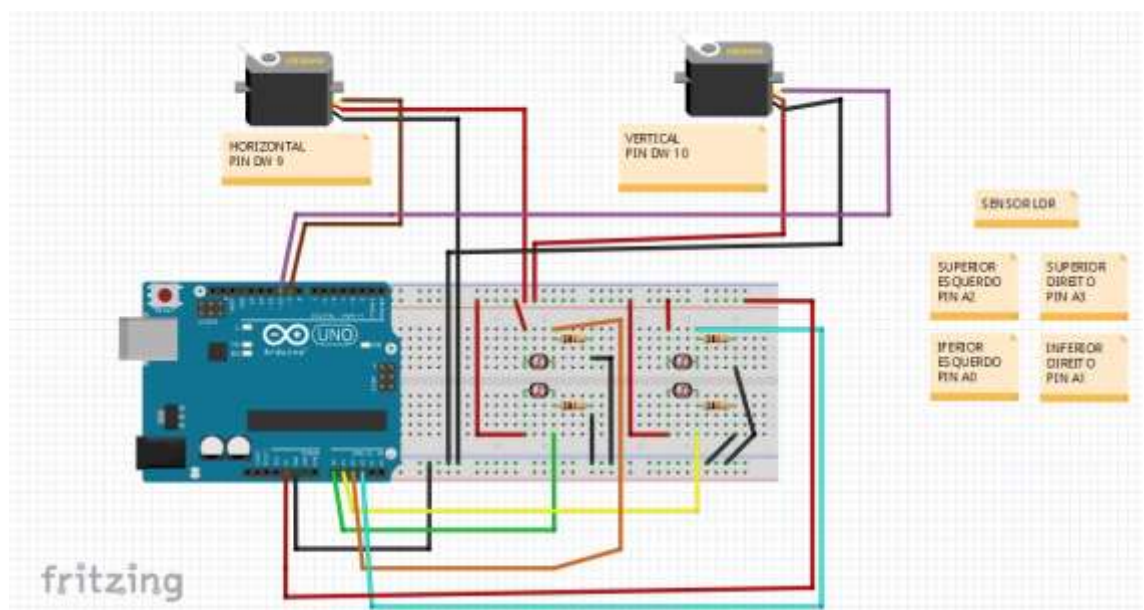 HORIZONTAL
PIN DW 9
VERTICAL
PIN DW 10
SENSOR LDR
SUPERIOR
ESQUERDO
PIN A2
SUPERIOR
DIREITO
PIN A3
IFERIOR
ESQUERDO
PIN A0
INFERIOR
DIREITO
PIN A1
UNO
Arduino
fritzing